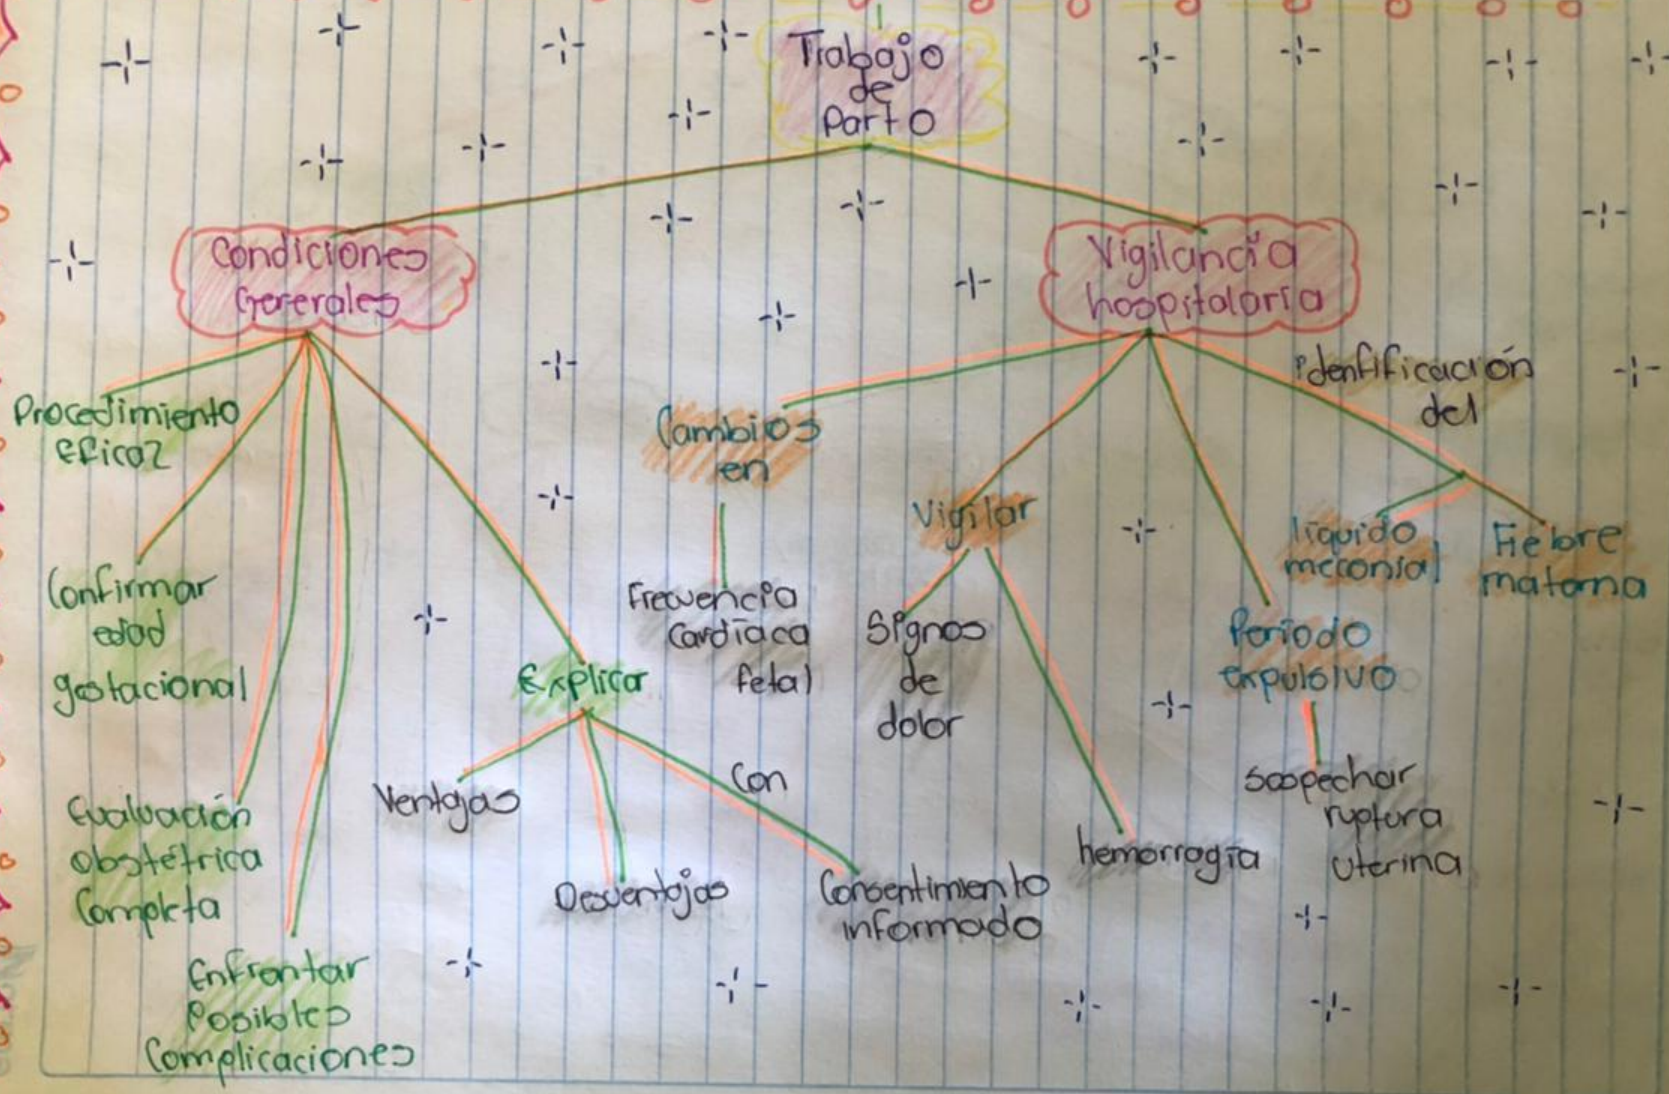 Trabajo
de
Parto
Condiciones
Generales
Vigilancia
hospitalaria
Procedimiento
eficaz
Confirmar
edad
gestacional
Evaluación
Obstétrica
Completa
Enfrentar
Posibles
Complicaciones
Explicar
Ventajas
Desventajas
Con
Consentimiento
informado
Cambios
en
Frecuencia
Cardíaca
fetal
Vigilar
Signos
de
dolor
hemorragia
Periodo
expulsivo
Sospechar
ruptura
uterina
identificación
del
líquido
meconial
Fiebre
materna